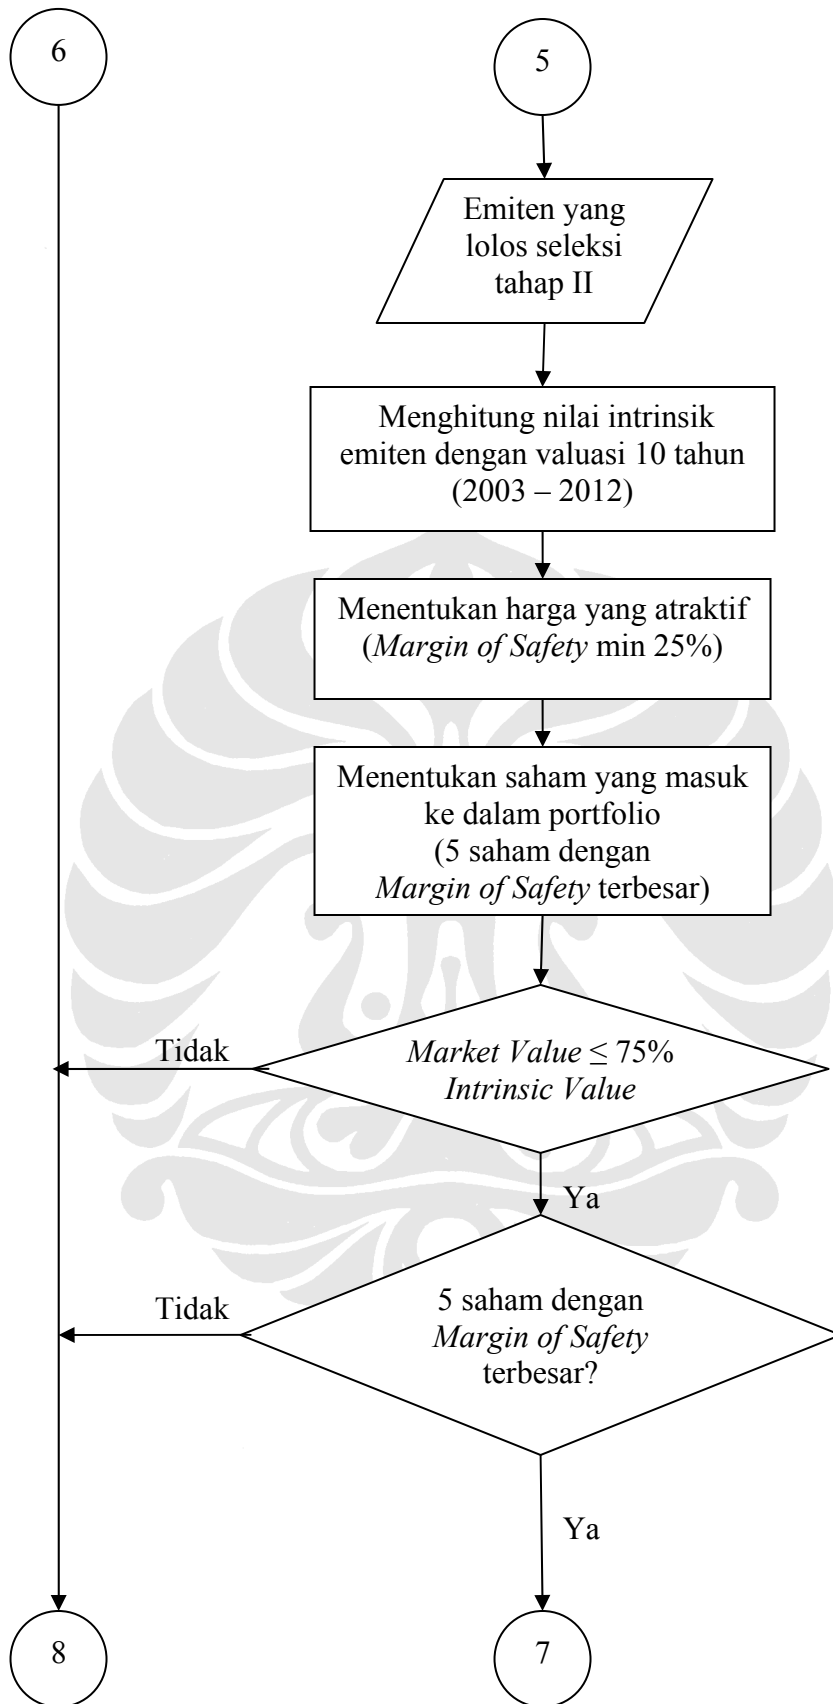 6
5
Emiten yang
lolos seleksi
tahap II
Menghitung nilai intrinsik
emiten dengan valuasi 10 tahun
(2003 – 2012)
Menentukan harga yang atraktif
(Margin of Safety min 25%)
Menentukan saham yang masuk
ke dalam portfolio
(5 saham dengan
Margin of Safety terbesar)
Tidak
Market Value ≤ 75%
Intrinsic Value
Ya
Tidak
5 saham dengan
Margin of Safety
terbesar?
Ya
8
7